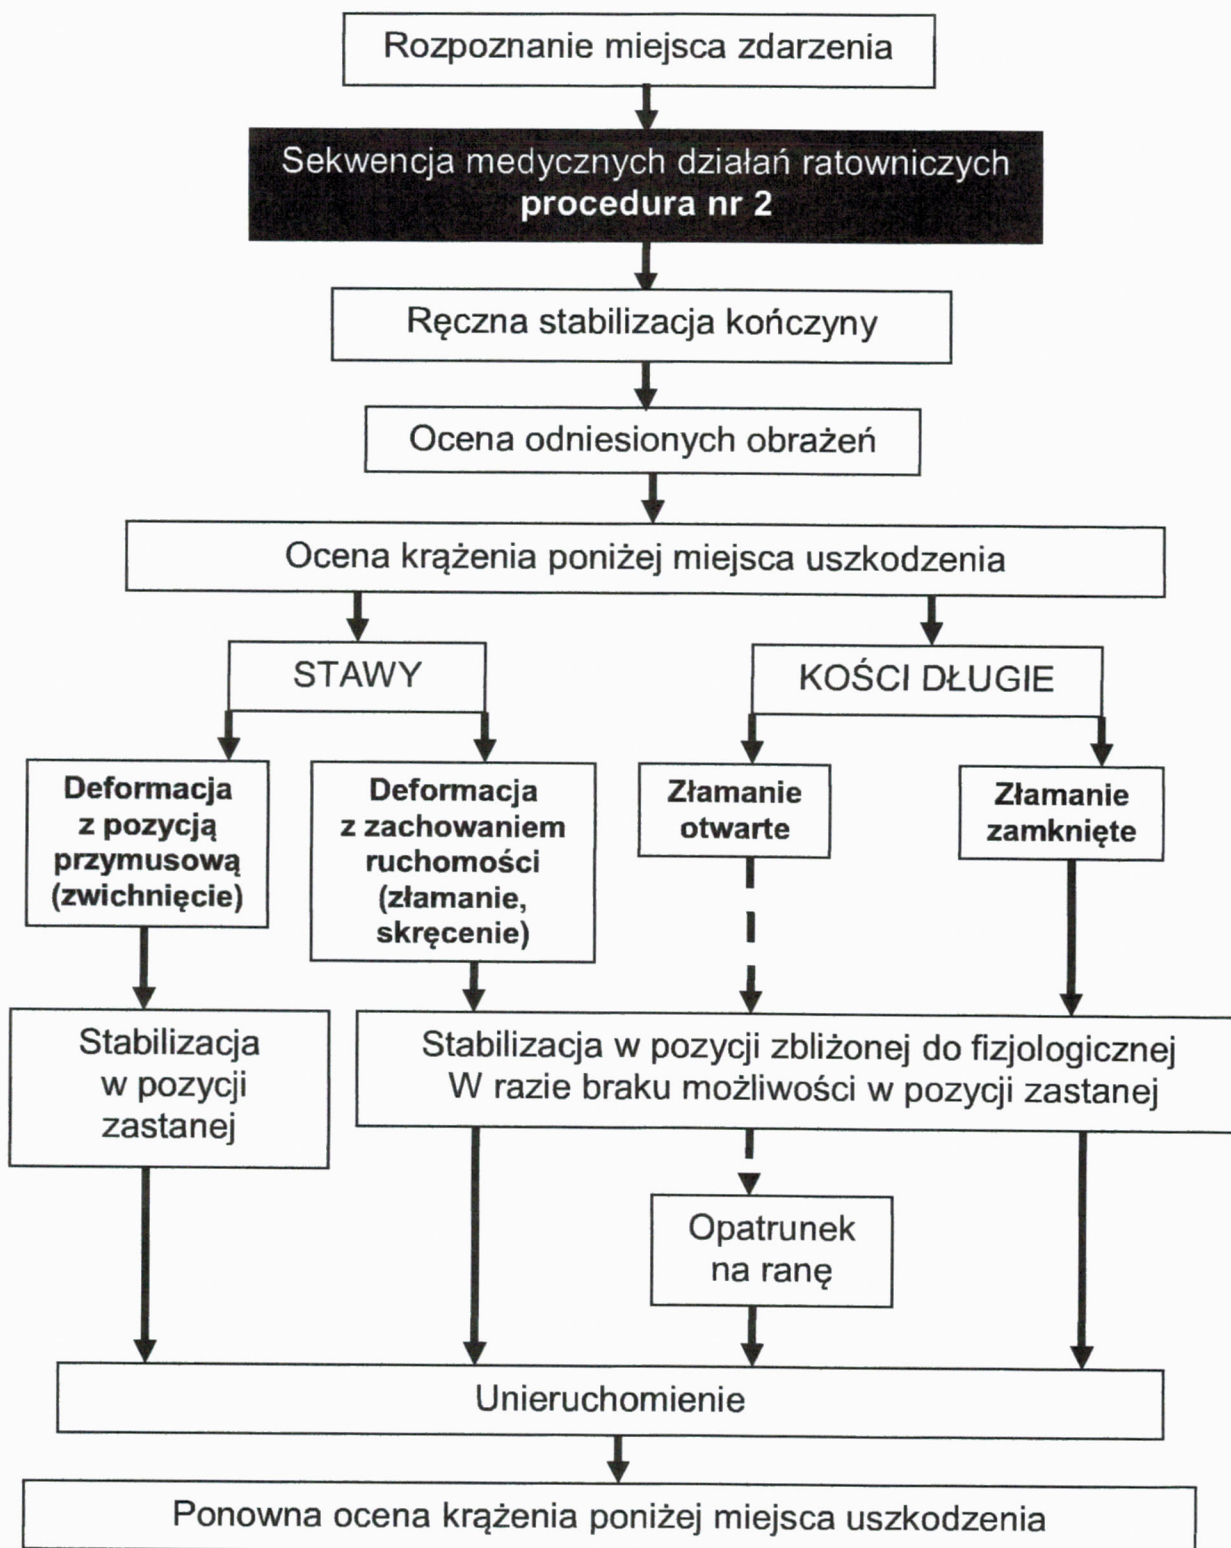 Rozpoznanie miejsca zdarzenia
Sekwencja medycznych działań ratowniczych
procedura nr 2
Ręczna stabilizacja kończyny
Ocena odniesionych obrażeń
Ocena krążenia poniżej miejsca uszkodzenia
STAWY
KOŚCI DŁUGIE
Deformacja
z pozycją
przymusową
(zwichnięcie)
Deformacja
z zachowaniem
ruchomości
(złamanie,
skręcenie)
Złamanie
otwarte
Złamanie
zamknięte
Stabilizacja
w pozycji
zastanej
Stabilizacja w pozycji zbliżonej do fizjologicznej
W razie braku możliwości w pozycji zastanej
Opatrunek
na ranę
Unieruchomienie
Ponowna ocena krążenia poniżej miejsca uszkodzenia